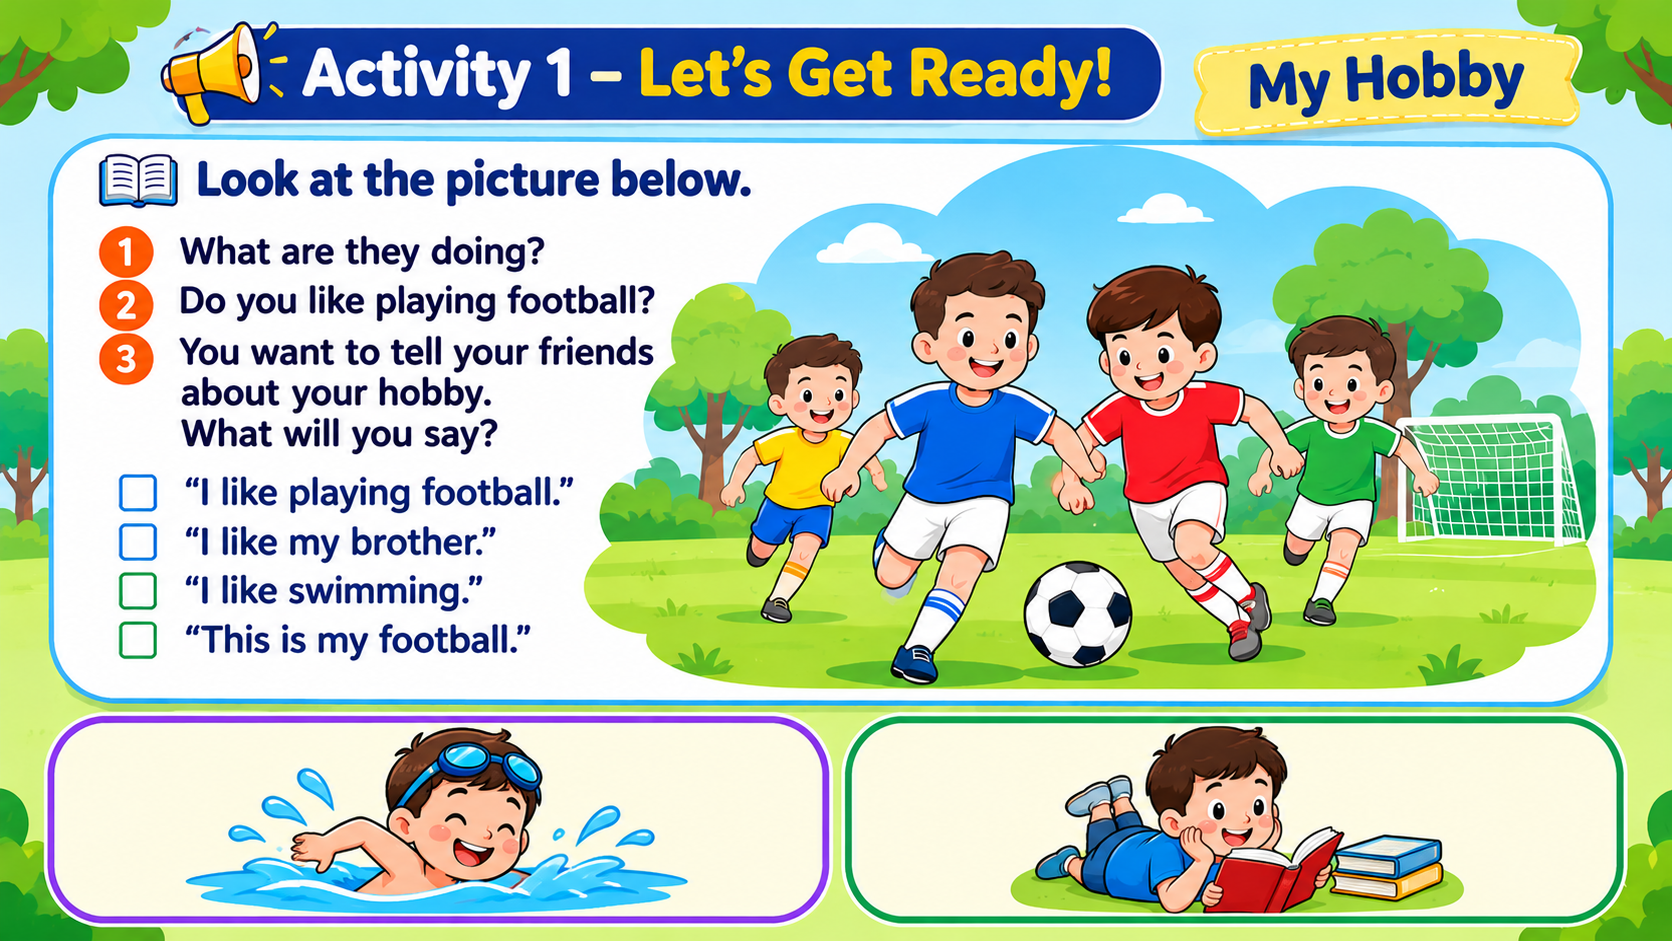 Activity 1 – Let's Get Ready!
My Hobby
Look at the picture below.
1 What are they doing?
2 Do you like playing football?
3 You want to tell your friends
about your hobby.
What will you say?
“I like playing football.”
“I like my brother.”
“I like swimming.”
“This is my football.”